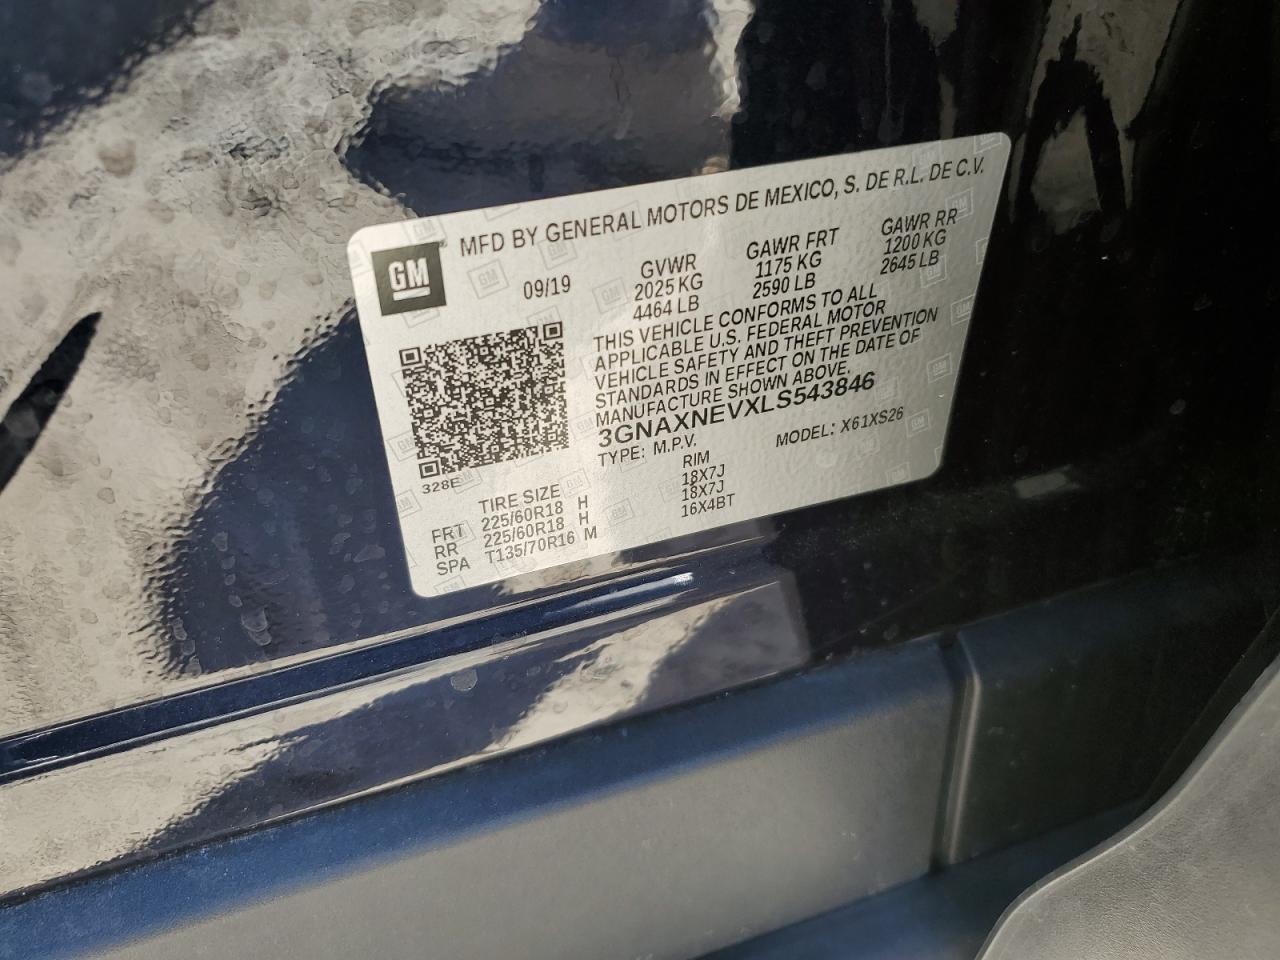 GM
MFD BY GENERAL MOTORS DE MEXICO, S. DE R.L. DE C.V.
09/19
GVWR
2025 KG
4464 LB
GAWR FRT
1175 KG
2590 LB
GAWR RR
1200 KG
2645 LB
THIS VEHICLE CONFORMS TO ALL
APPLICABLE U.S. FEDERAL MOTOR
VEHICLE SAFETY AND THEFT PREVENTION
STANDARDS IN EFFECT ON THE DATE OF
MANUFACTURE SHOWN ABOVE.
3GNAXNEVXLS543846
TYPE: M.P.V. MODEL: X61XS26
328E
TIRE SIZE RIM
FRT 225/60R18 H 18X7J
RR 225/60R18 H 18X7J
SPA T135/70R16 M 16X4BT